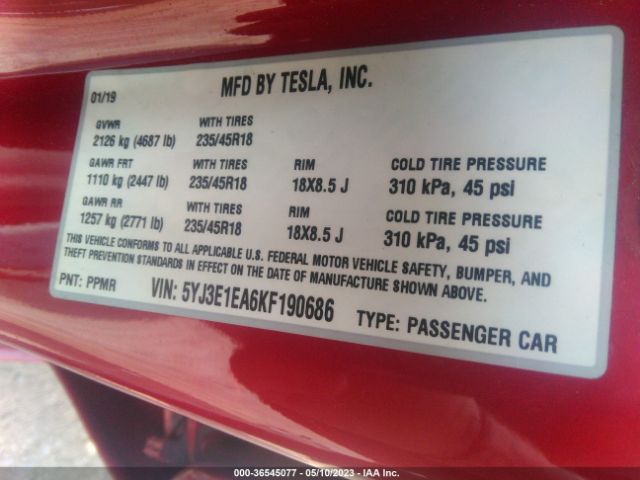 MFD BY TESLA, INC.
01/19
GVWR WITH TIRES
2126 kg (4687 lb) 235/45R18
GAWR FRT WITH TIRES RIM COLD TIRE PRESSURE
1110 kg (2447 lb) 235/45R18 18X8.5 J 310 kPa, 45 psi
GAWR RR WITH TIRES RIM COLD TIRE PRESSURE
1257 kg (2771 lb) 235/45R18 18X8.5 J 310 kPa, 45 psi
THIS VEHICLE CONFORMS TO ALL APPLICABLE U.S. FEDERAL MOTOR VEHICLE SAFETY, BUMPER, AND
THEFT PREVENTION STANDARDS IN EFFECT ON THE DATE OF MANUFACTURE SHOWN ABOVE.
PNT: PPMR VIN: 5YJ3E1EA6KF190686 TYPE: PASSENGER CAR
000-36545077 - 05/10/2023 - IAA Inc.